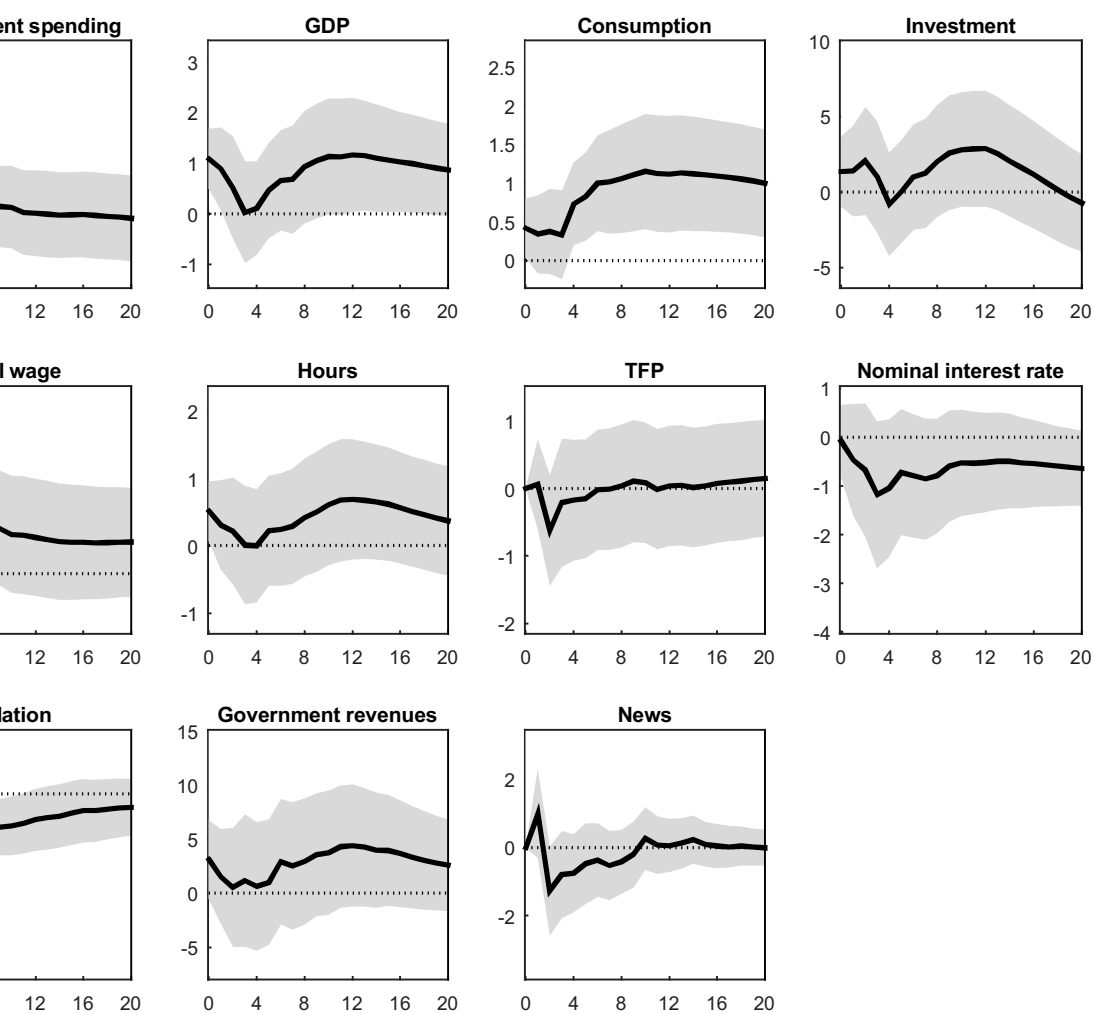 ent spending GDP Consumption Investment
3 2 1 0 -1
2.5 2 1.5 1 0.5 0
10 5 0 -5
12 16 20 0 4 8 12 16 20 0 4 8 12 16 20 0 4 8 12 16 20
l wage Hours TFP Nominal interest rate
2 1 0 -1
1 0 -1 -2
1 0 -1 -2 -3 -4
12 16 20 0 4 8 12 16 20 0 4 8 12 16 20 0 4 8 12 16 20
lation Government revenues News
15 10 5 0 -5
2 0 -2
12 16 20 0 4 8 12 16 20 0 4 8 12 16 20